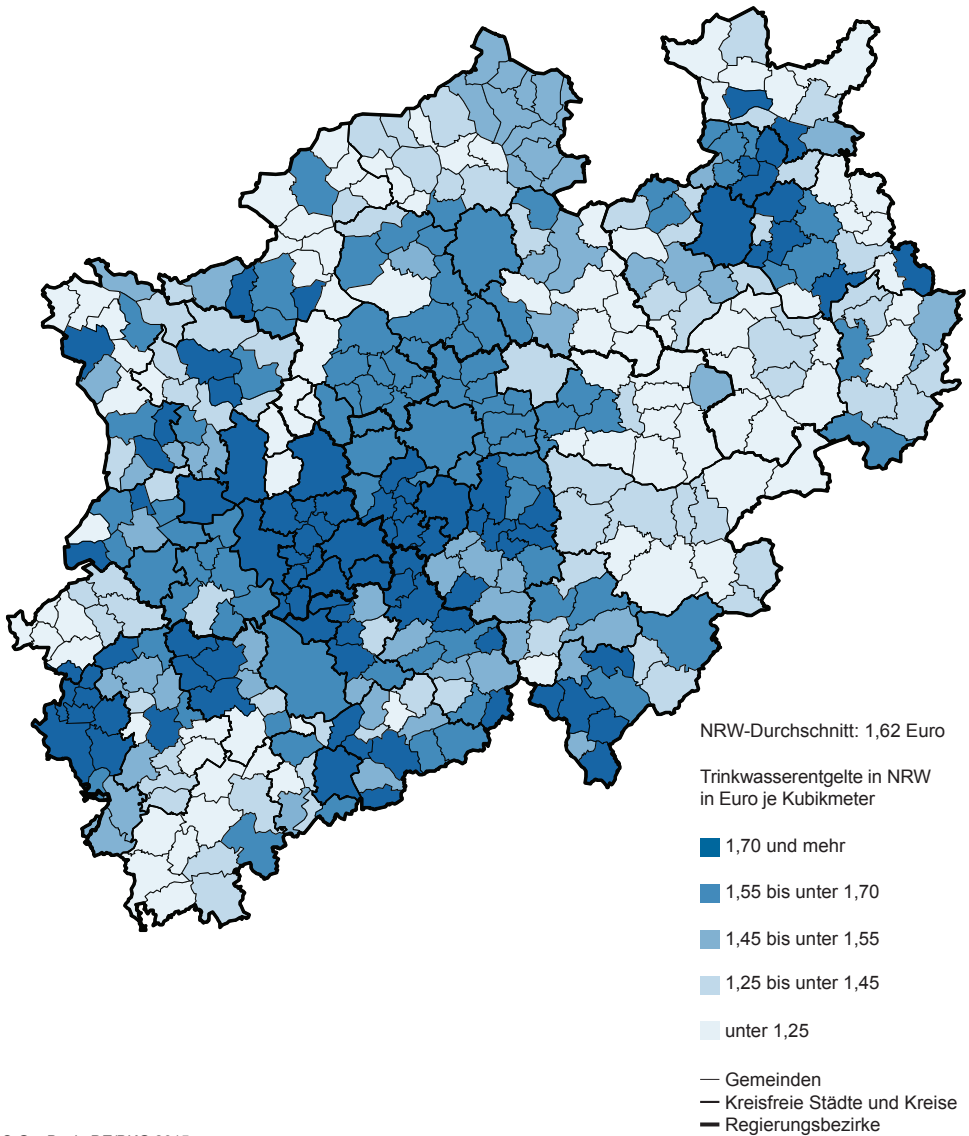 NRW-Durchschnitt: 1,62 Euro
Trinkwasserentgelte in NRW
in Euro je Kubikmeter
1,70 und mehr
1,55 bis unter 1,70
1,45 bis unter 1,55
1,25 bis unter 1,45
unter 1,25
Gemeinden
Kreisfreie Städte und Kreise
Regierungsbezirke